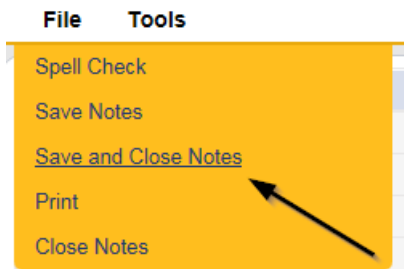 File Tools
Spell Check
Save Notes
Save and Close Notes
Print
Close Notes